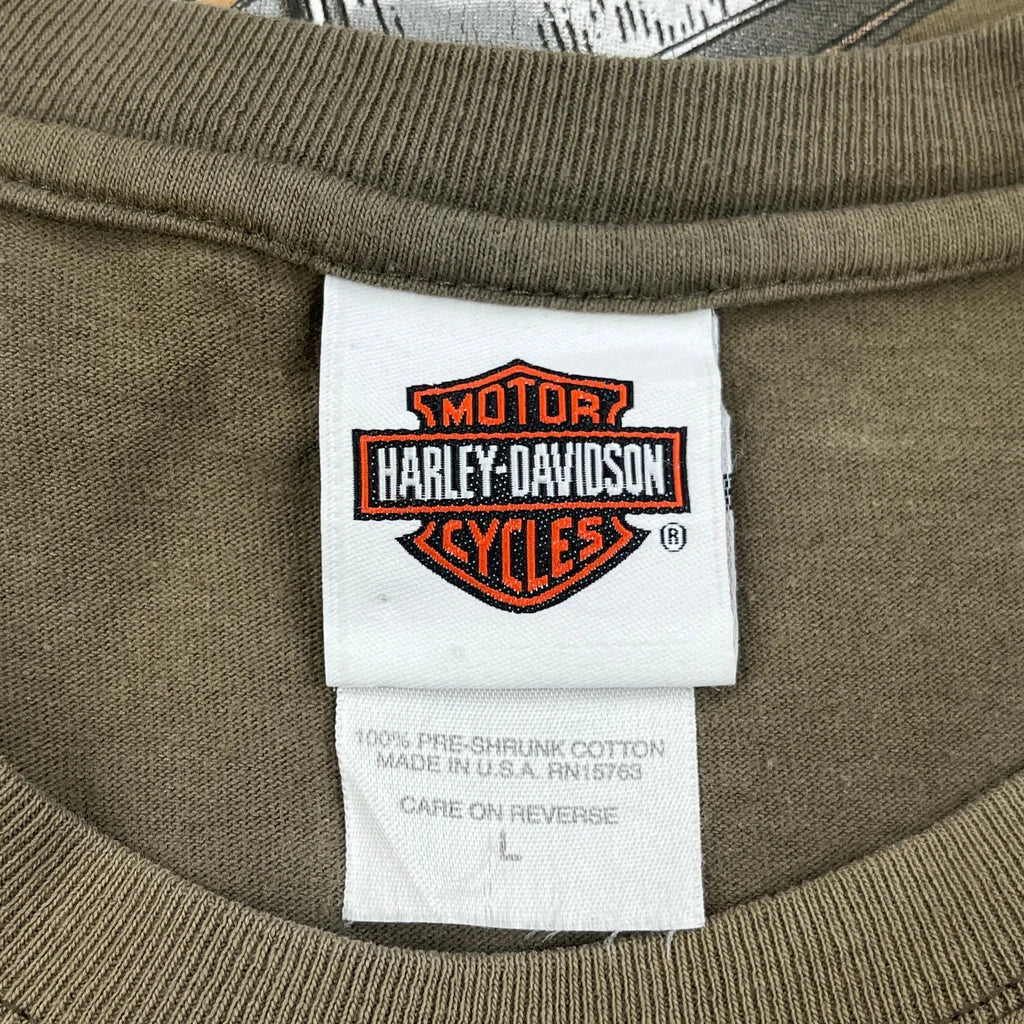 MOTOR
HARLEY-DAVIDSON
CYCLES
®
100% PRE-SHRUNK COTTON
MADE IN U.S.A. RN15763
CARE ON REVERSE
L